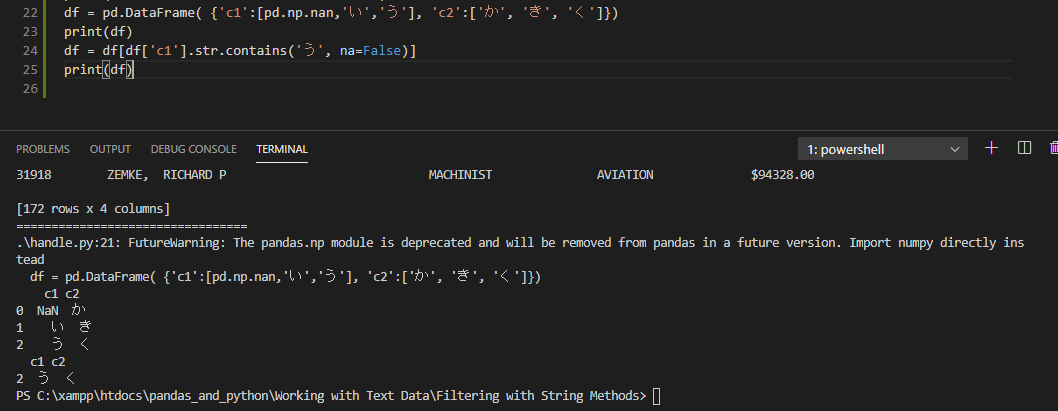 22 df = pd.DataFrame( {'c1':[pd.np.nan,'い','う'], 'c2':['か', 'き', 'く']})
23 print(df)
24 df = df[df['c1'].str.contains('う', na=False)]
25 print(df)
26
PROBLEMS OUTPUT DEBUG CONSOLE TERMINAL 1: powershell
31918 ZEMKE, RICHARD P MACHINIST AVIATION $94328.00
[172 rows x 4 columns]
=================================
.\handle.py:21: FutureWarning: The pandas.np module is deprecated and will be removed from pandas in a future version. Import numpy directly ins
tead
df = pd.DataFrame( {'c1':[pd.np.nan,'い','う'], 'c2':['か', 'き', 'く']})
c1 c2
0 NaN か
1 い き
2 う く
c1 c2
2 う く
PS C:\xampp\htdocs\pandas_and_python\Working with Text Data\Filtering with String Methods>